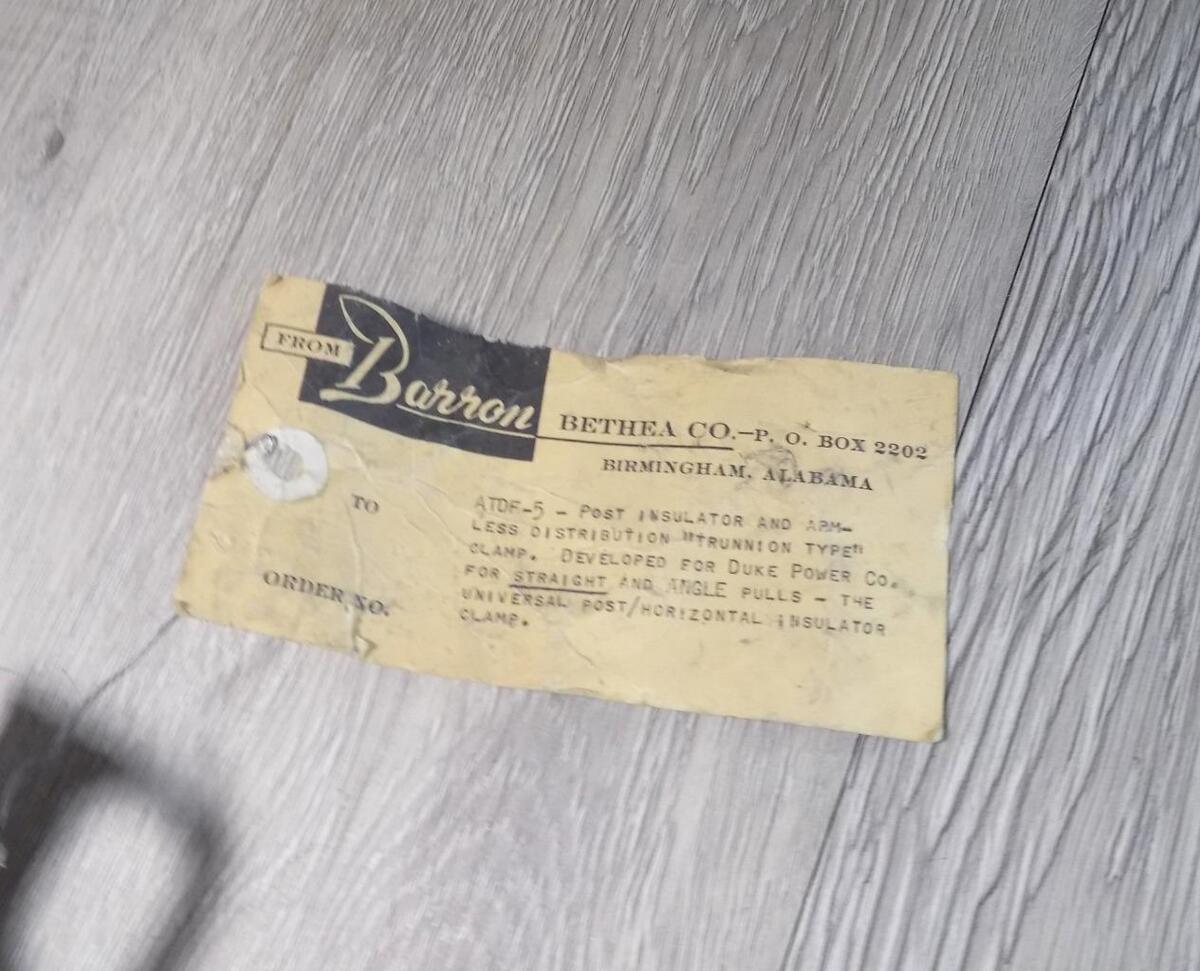 FROM Barron
BETHEA CO.—P. O. BOX 2202
BIRMINGHAM, ALABAMA
TO
ATDF-5 - POST INSULATOR AND ARM-
LESS DISTRIBUTION "TRUNNION TYPE"
CLAMP. DEVELOPED FOR DUKE POWER CO.
FOR STRAIGHT AND ANGLE PULLS - THE
UNIVERSAL POST/HORIZONTAL INSULATOR
CLAMP.
ORDER NO.